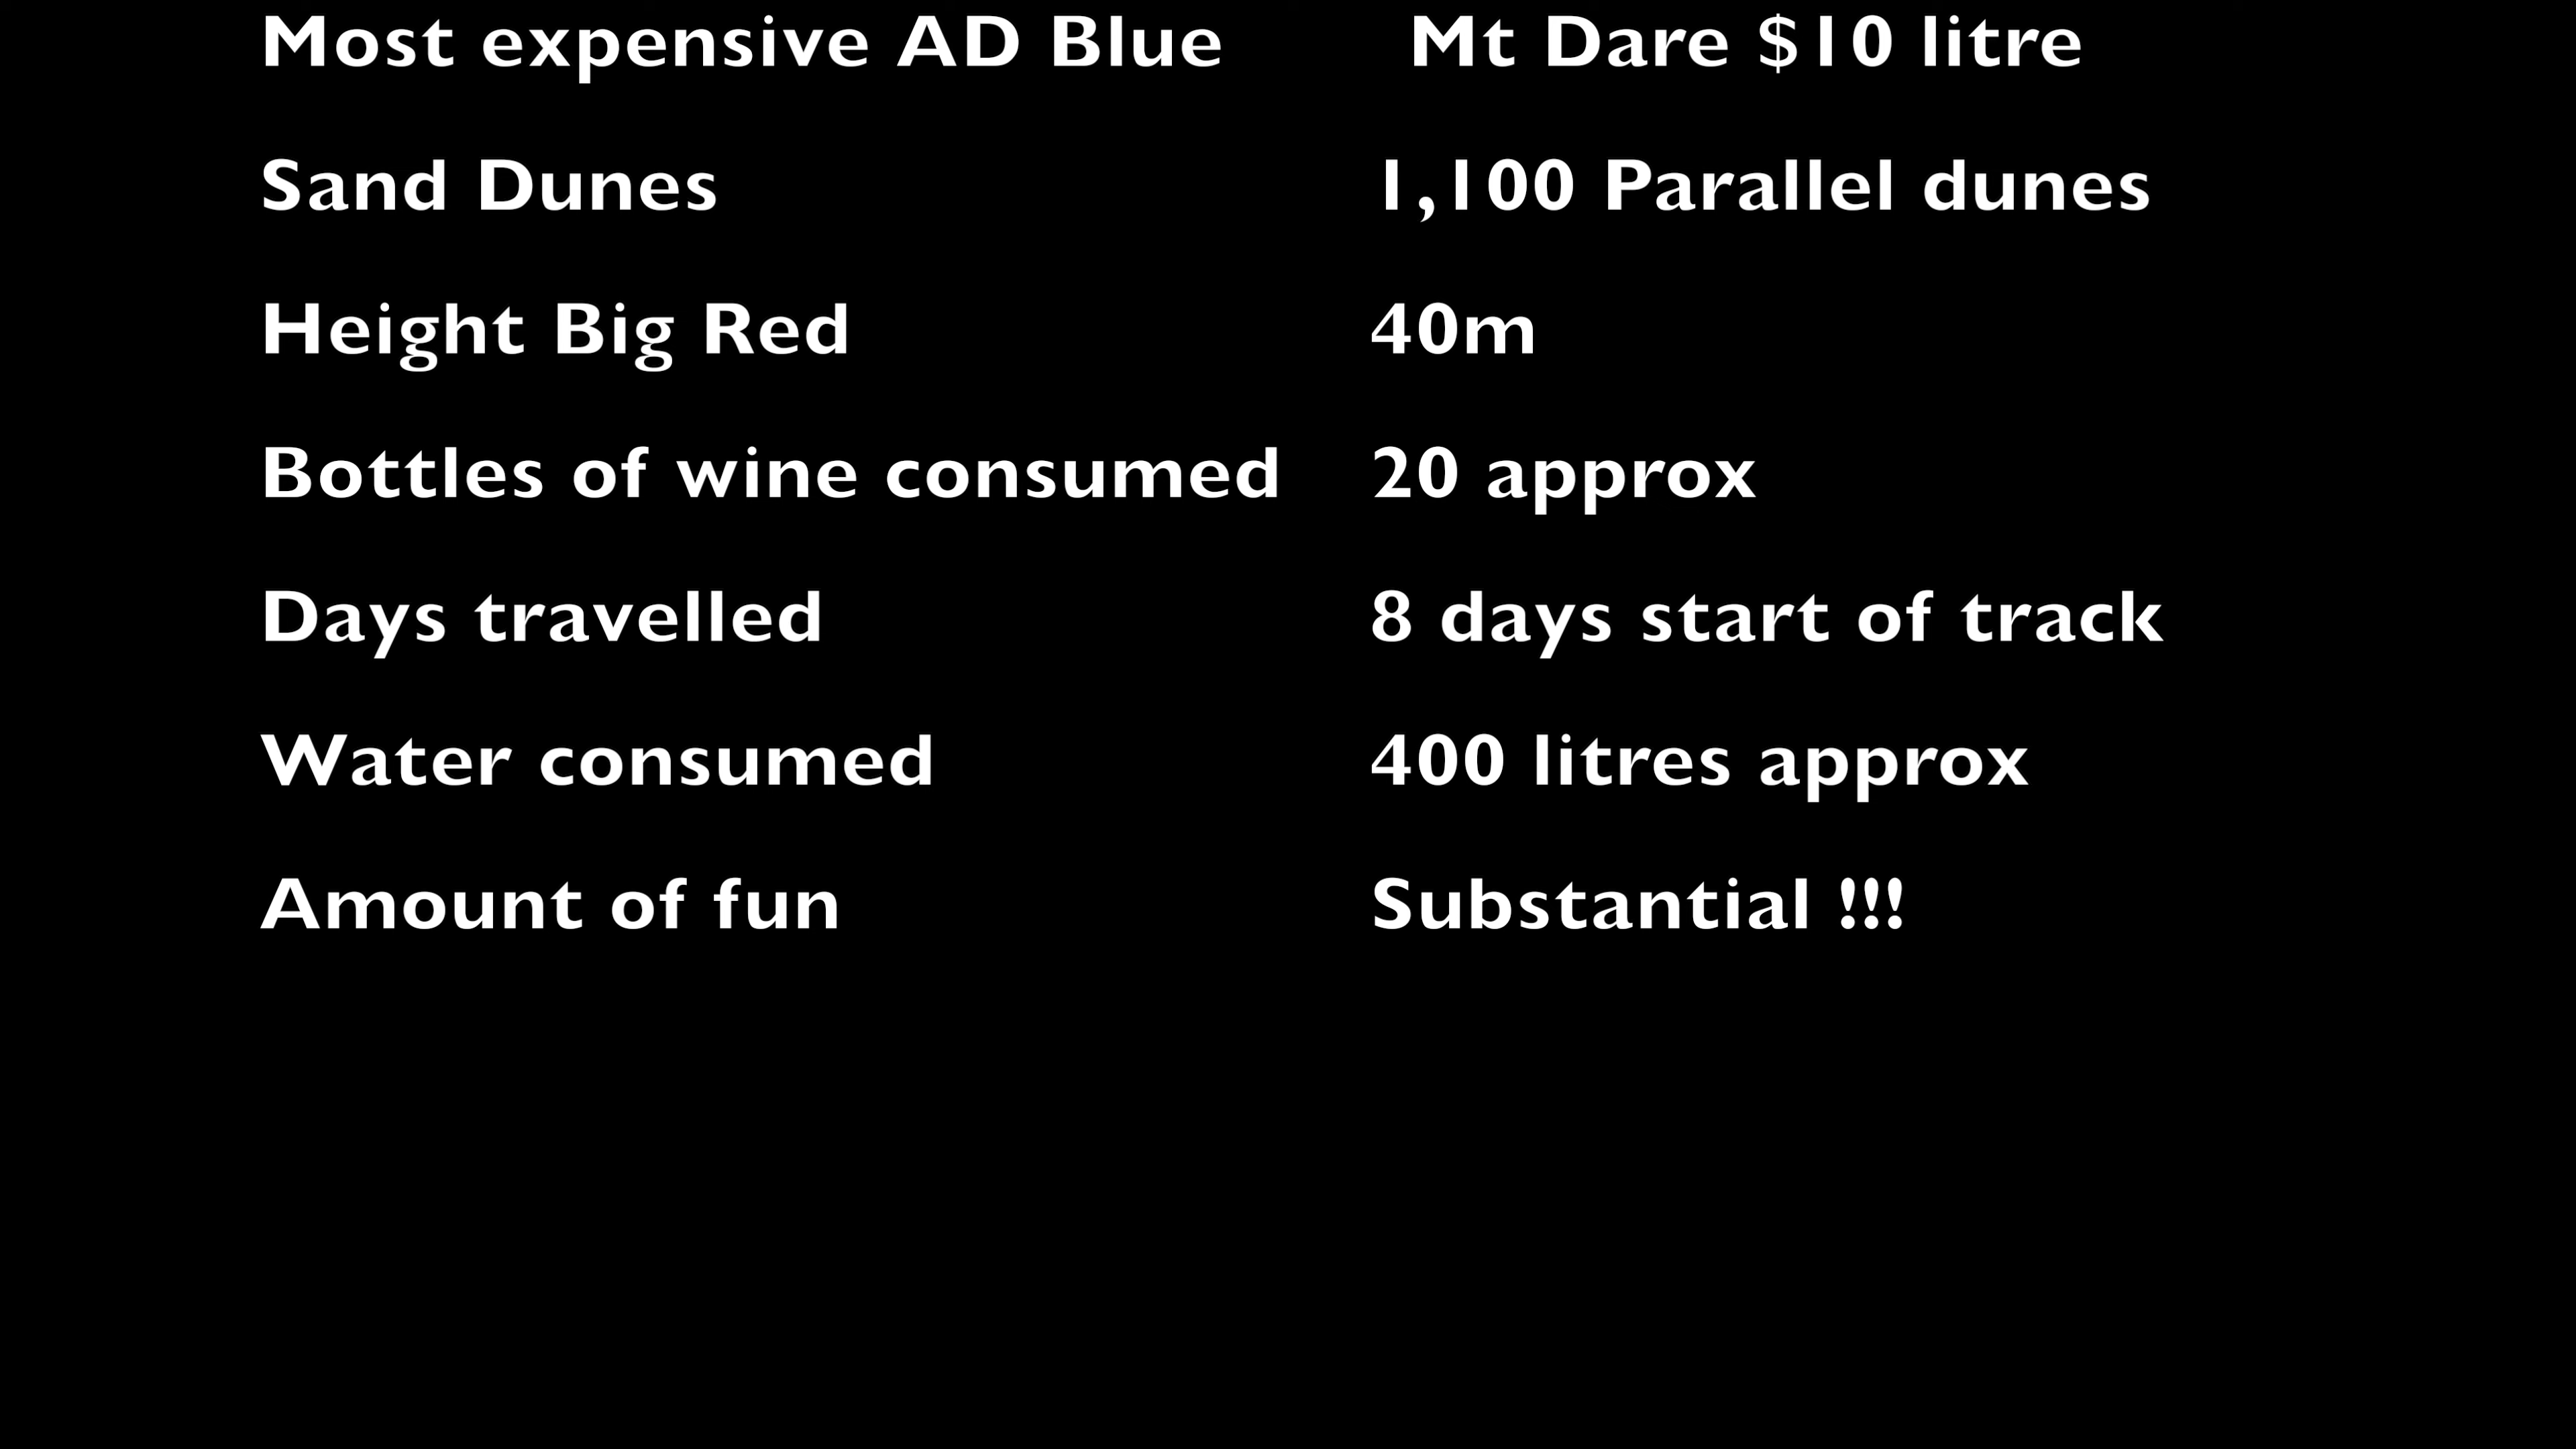 Most expensive AD Blue Mt Dare $10 litre
Sand Dunes 1,100 Parallel dunes
Height Big Red 40m
Bottles of wine consumed 20 approx
Days travelled 8 days start of track
Water consumed 400 litres approx
Amount of fun Substantial !!!